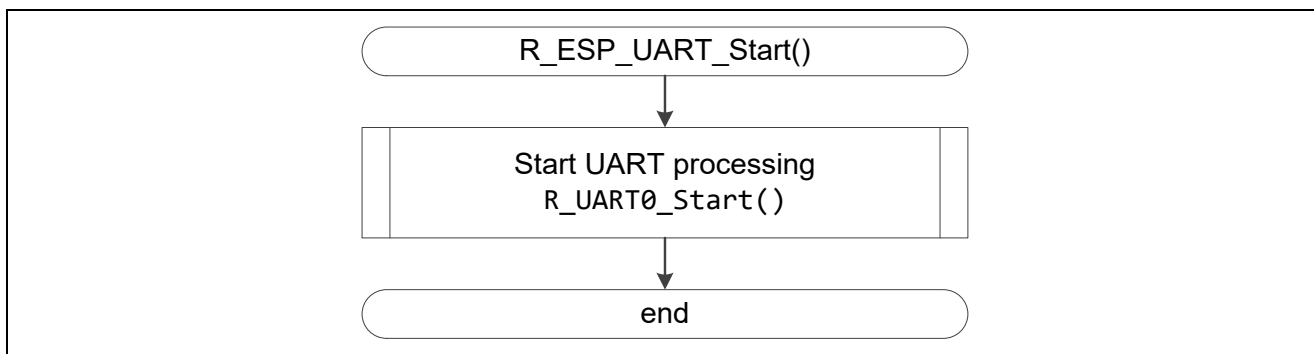 R_ESP_UART_Start()
Start UART processing
R_UART0_Start()
end